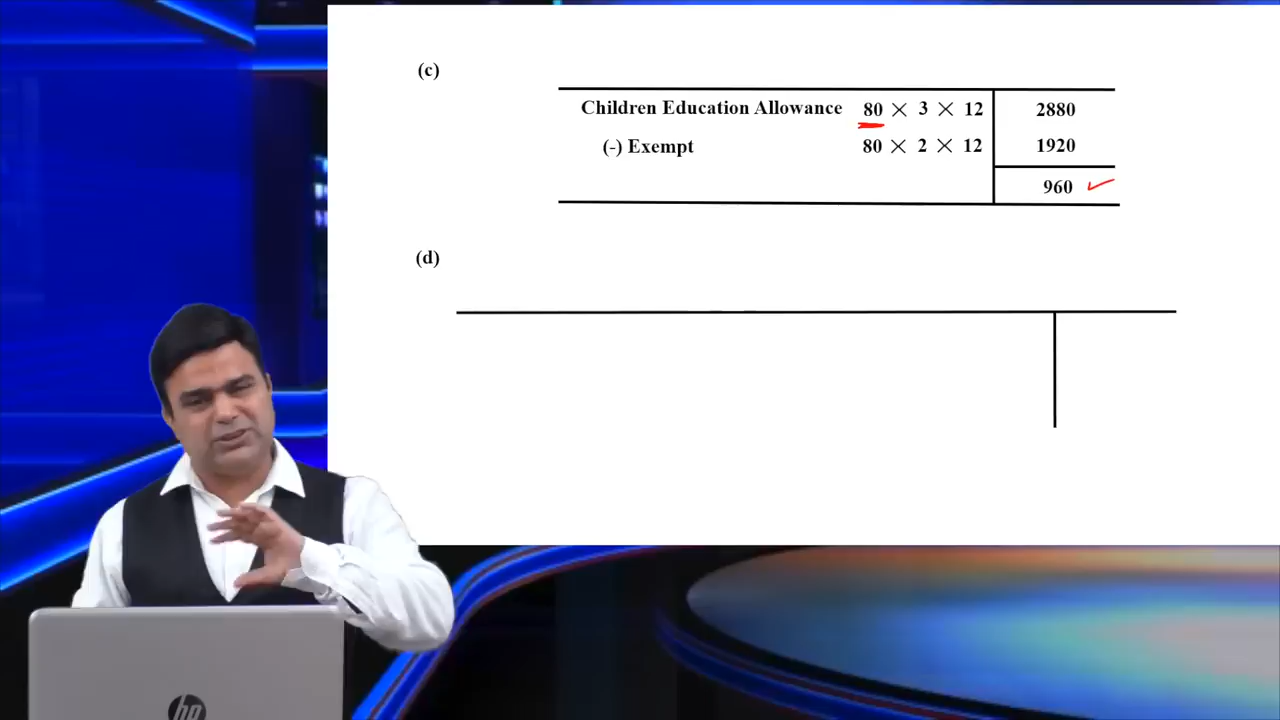 (c)
Children Education Allowance 80 × 3 × 12 2880
(-) Exempt 80 × 2 × 12 1920
960
(d)
hp